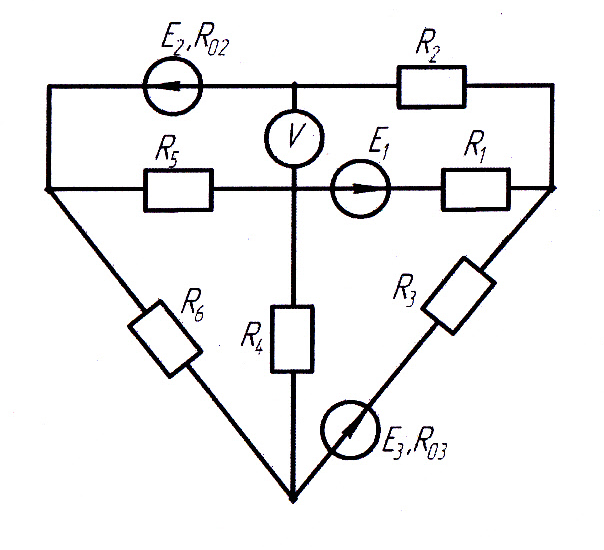 E₂,R₀₂
R₂
V
E₁
R₁
R₅
R₃
R₆
R₄
E₃,R₀₃